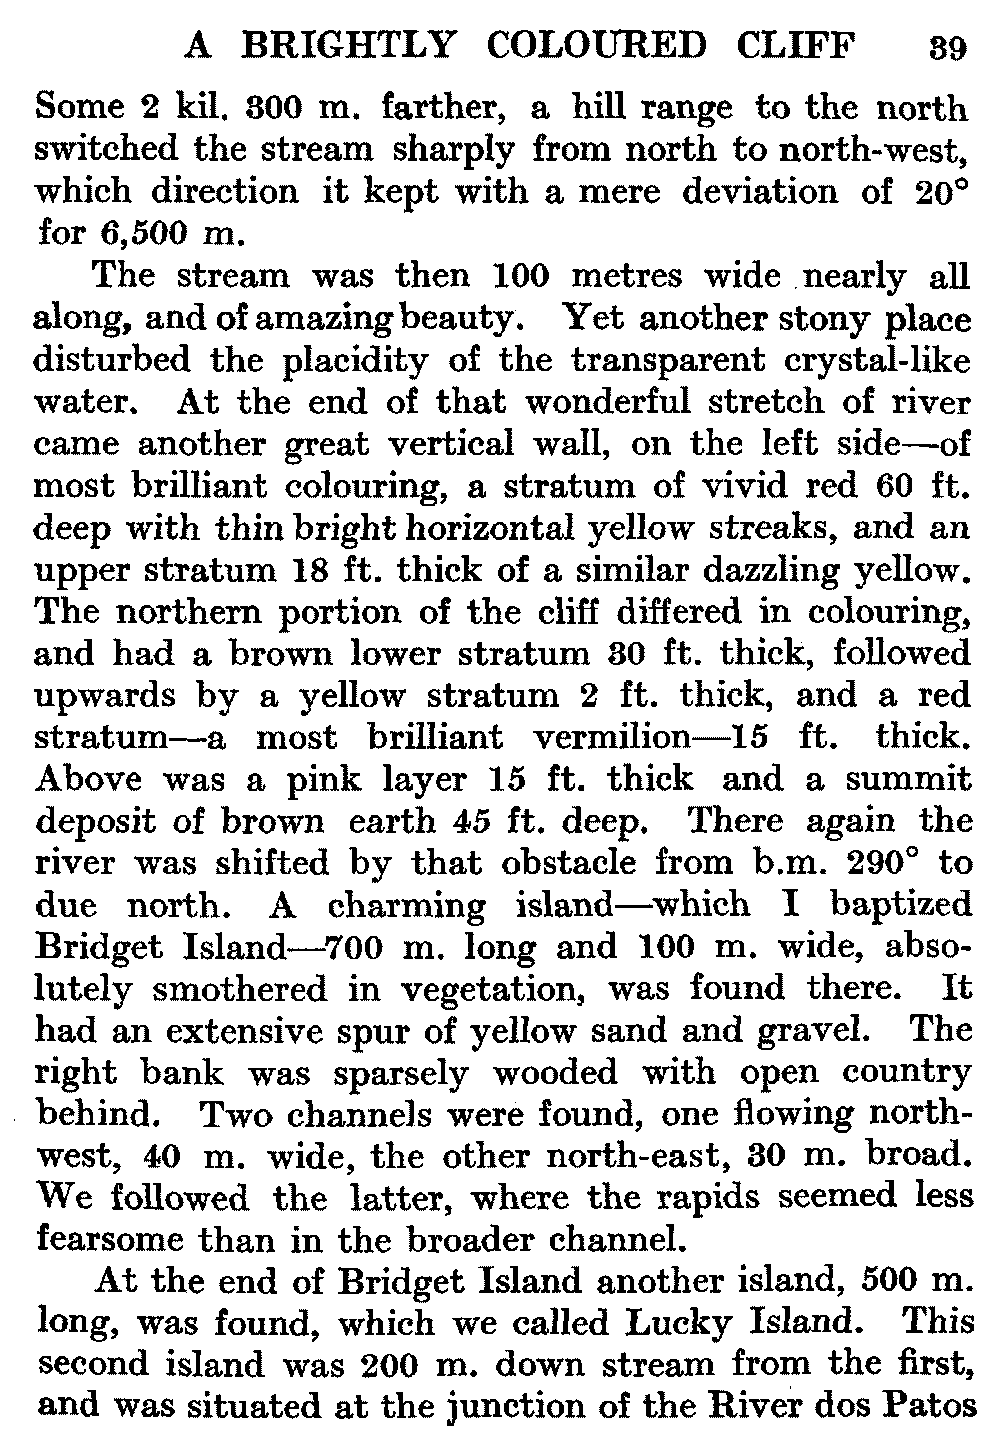 A BRIGHTLY COLOURED CLIFF 39
Some 2 kil. 300 m. farther, a hill range to the north
switched the stream sharply from north to north-west,
which direction it kept with a mere deviation of 20°
for 6,500 m.
The stream was then 100 metres wide nearly all
along, and of amazing beauty. Yet another stony place
disturbed the placidity of the transparent crystal-like
water. At the end of that wonderful stretch of river
came another great vertical wall, on the left side—of
most brilliant colouring, a stratum of vivid red 60 ft.
deep with thin bright horizontal yellow streaks, and an
upper stratum 18 ft. thick of a similar dazzling yellow.
The northern portion of the cliff differed in colouring,
and had a brown lower stratum 30 ft. thick, followed
upwards by a yellow stratum 2 ft. thick, and a red
stratum—a most brilliant vermilion—15 ft. thick.
Above was a pink layer 15 ft. thick and a summit
deposit of brown earth 45 ft. deep. There again the
river was shifted by that obstacle from b.m. 290° to
due north. A charming island—which I baptized
Bridget Island—700 m. long and 100 m. wide, abso-
lutely smothered in vegetation, was found there. It
had an extensive spur of yellow sand and gravel. The
right bank was sparsely wooded with open country
behind. Two channels were found, one flowing north-
west, 40 m. wide, the other north-east, 30 m. broad.
We followed the latter, where the rapids seemed less
fearsome than in the broader channel.
At the end of Bridget Island another island, 500 m.
long, was found, which we called Lucky Island. This
second island was 200 m. down stream from the first,
and was situated at the junction of the River dos Patos